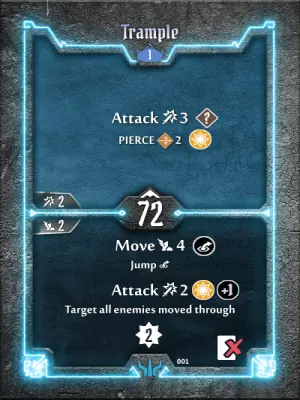 Trample
1
Attack 3 ?
PIERCE 2
2
72
2
Move 4
Jump
Attack 2 +1
Target all enemies moved through
2
001